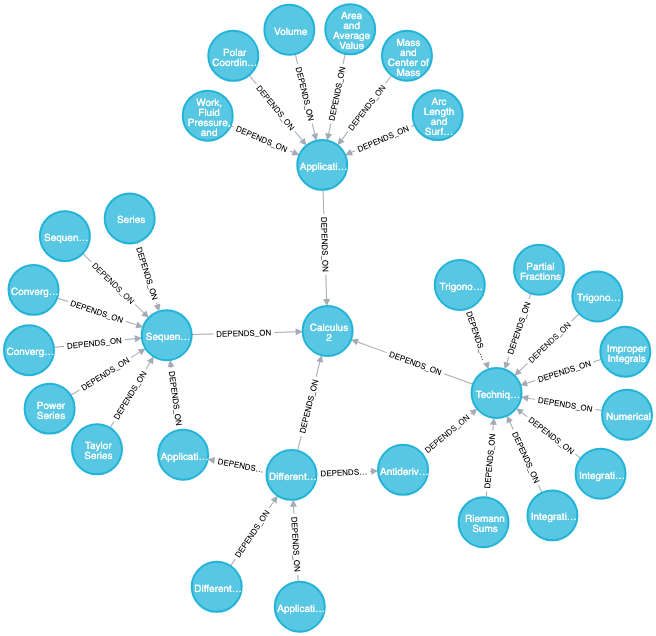 Area
and
Average
Value
Volume
Mass
and
Center of
Mass
Polar
Coordin…
DEPENDS_ON
DEPENDS_ON
DEPENDS_ON
DEPENDS_ON
Work,
Fluid
Pressure,
and
Arc
Length
and
Surf…
DEPENDS_ON
DEPENDS_ON
Applicati…
DEPENDS_ON
Series
Sequen…
DEPENDS_ON
DEPENDS_ON
Converg…
DEPENDS_ON
Sequen…
DEPENDS_ON
Calculus
2
Converg…
DEPENDS_ON
Power
Series
DEPENDS_ON
Taylor
Series
DEPENDS_ON
Applicati…
DEPENDS_ON
DEPENDS_ON
DEPENDS…
Different…
DEPENDS…
Antideriv…
DEPENDS_ON
DEPENDS_ON
Different…
DEPENDS_ON
Applicati…
DEPENDS_ON
Trigono…
DEPENDS…
Partial
Fractions
DEPENDS_ON
Trigono…
DEPENDS_ON
Improper
Integrals
DEPENDS_ON
Techniq…
DEPENDS_ON
Numerical
DEPENDS_ON
Integrati…
DEPENDS_ON
Integrati…
DEPENDS_ON
Riemann
Sums